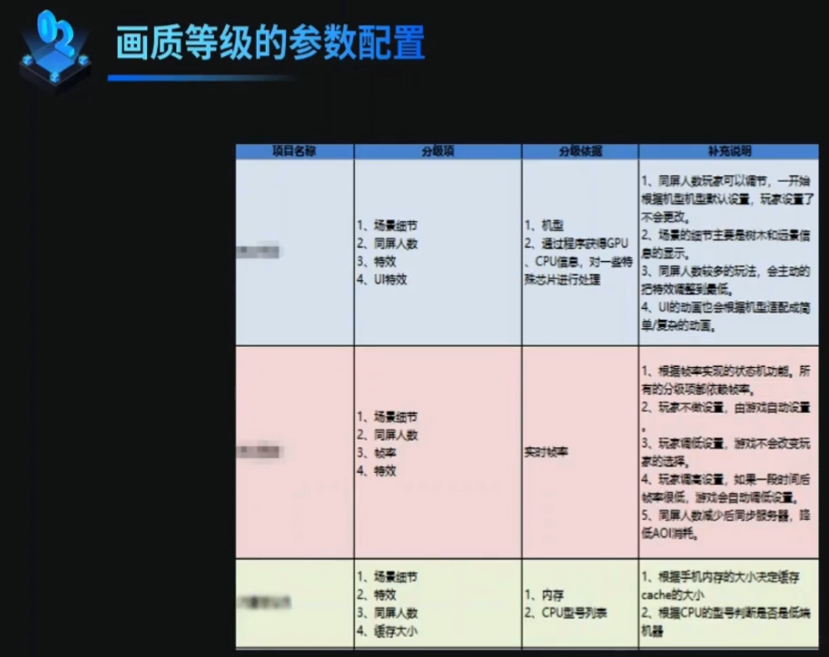 02
画质等级的参数配置
项目名称 分级项 分级依据 补充说明
1、场景细节
2、同屏人数
3、特效
4、UI特效
1、机型
2、通过程序获得GPU
、CPU信息，对一些特
殊芯片进行处理
1、同屏人数玩家可以调节，一开始
根据机型机型默认设置，玩家设置了
不会更改。
2、场景的细节主要是树木和远景信
息的显示。
3、同屏人数较多的玩法，会主动的
把特效调整到最低。
4、UI的动画也会根据机型适配成简
单/复杂的动画。
1、场景细节
2、同屏人数
3、帧率
4、特效
实时帧率
1、根据帧率实现的状态机功能。所
有的分级项都依赖帧率。
2、玩家不做设置，由游戏自动设置
。
3、玩家调低设置，游戏不会改变玩
家的选择。
4、玩家调高设置，如果一段时间后
帧率很低，游戏会自动调低设置。
5、同屏人数减少后同步服务器，降
低AOI消耗。
1、场景细节
2、特效
3、同屏人数
4、缓存大小
1、内存
2、CPU型号列表
1、根据手机内存的大小决定缓存
cache的大小
2、根据CPU的型号判断是否是低端
机器